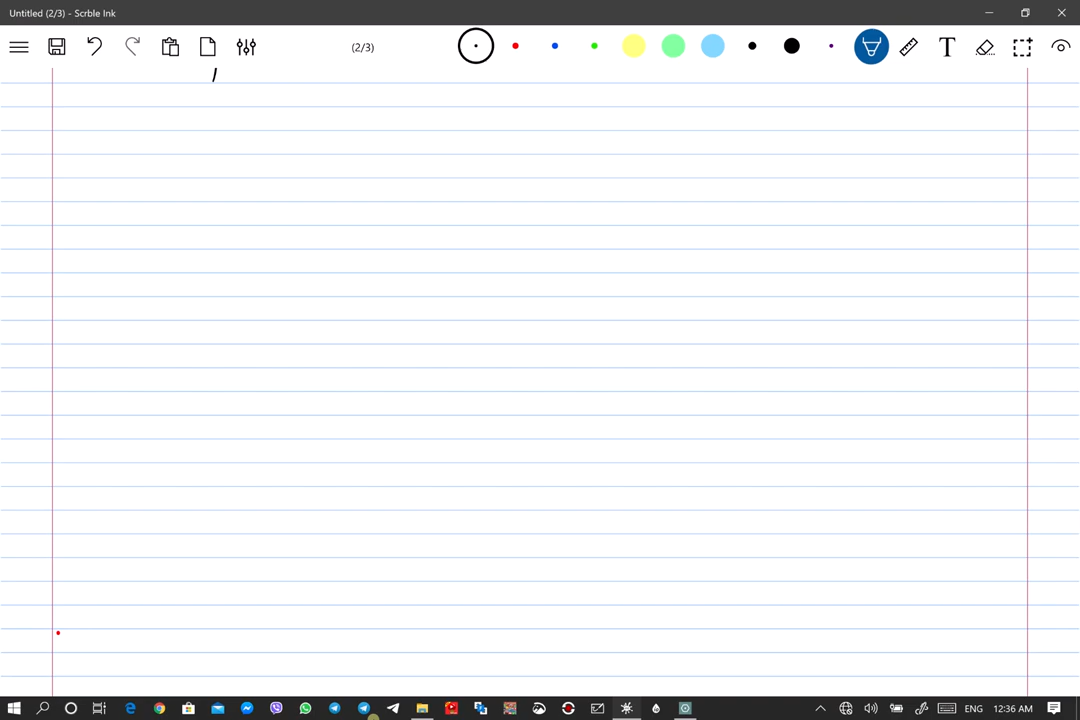 Untitled (2/3) - Scrble Ink
(2/3)
T
ENG
12:36 AM